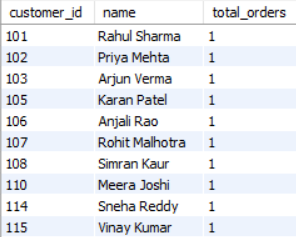 customer_id name total_orders
101 Rahul Sharma 1
102 Priya Mehta 1
103 Arjun Verma 1
105 Karan Patel 1
106 Anjali Rao 1
107 Rohit Malhotra 1
108 Simran Kaur 1
110 Meera Joshi 1
114 Sneha Reddy 1
115 Vinay Kumar 1